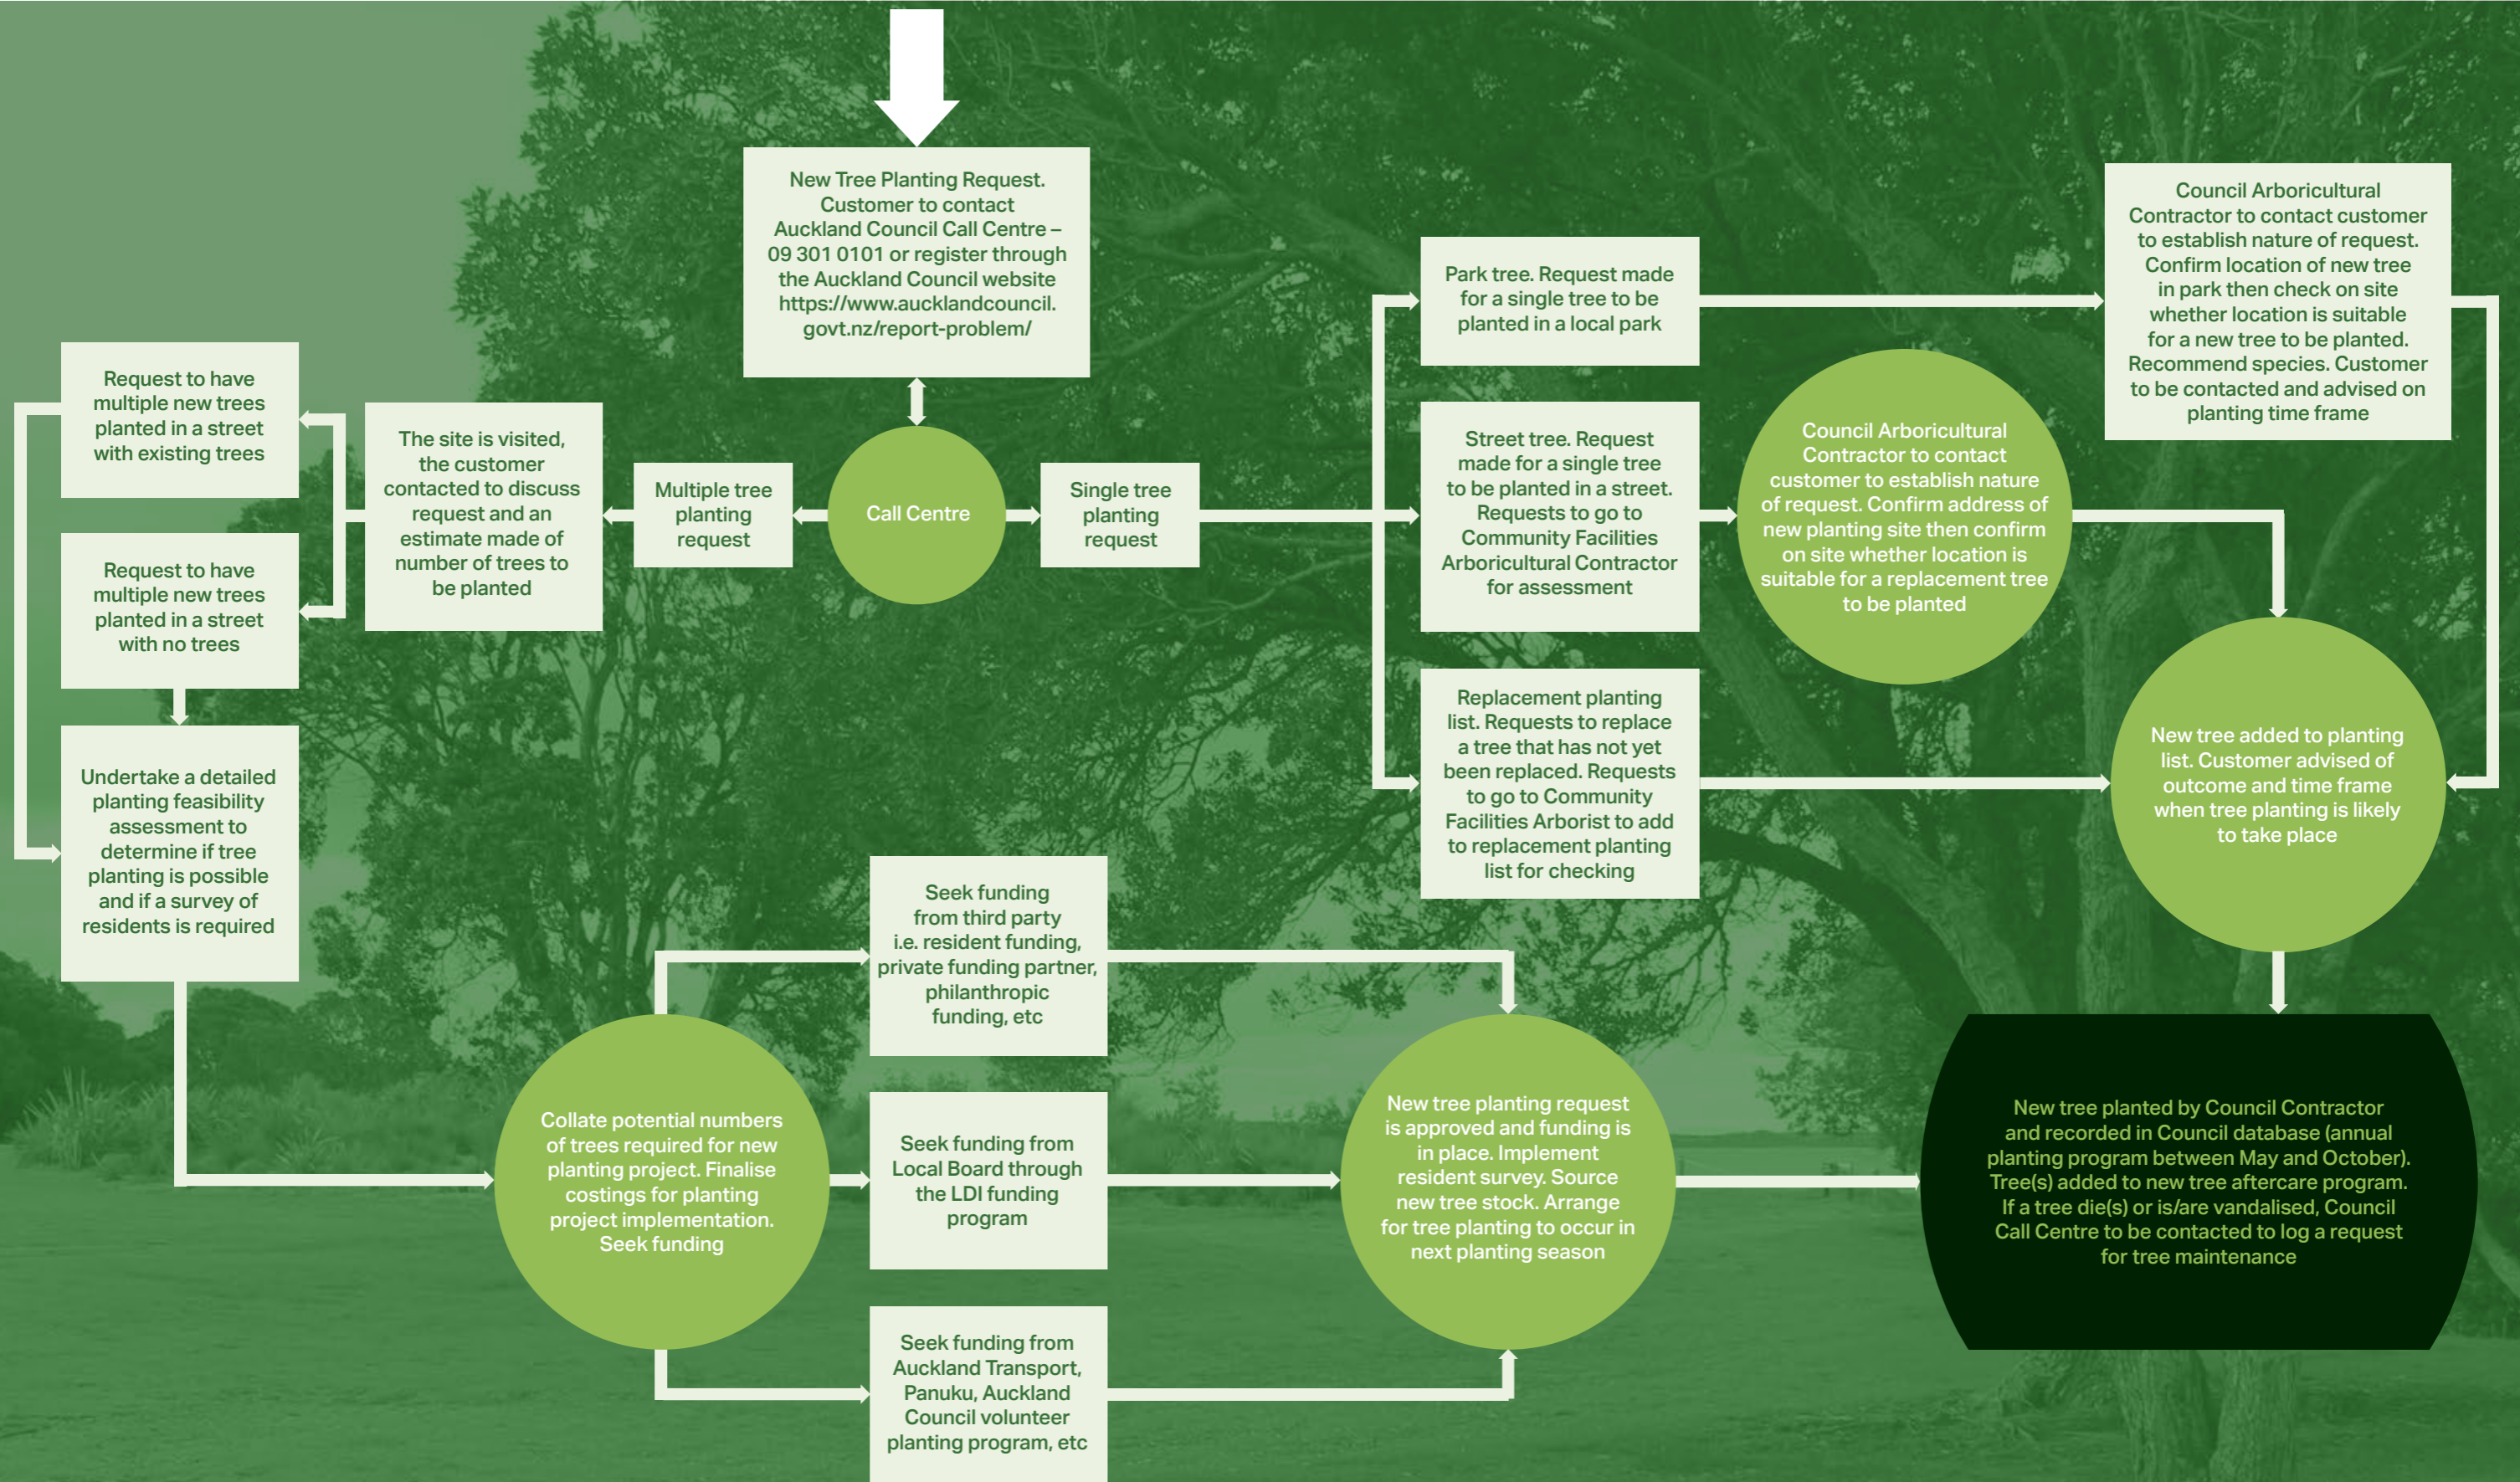 New Tree Planting Request.
Customer to contact
Auckland Council Call Centre –
09 301 0101 or register through
the Auckland Council website
https://www.aucklandcouncil.
govt.nz/report-problem/
Call Centre
Multiple tree
planting
request
The site is visited,
the customer
contacted to discuss
request and an
estimate made of
number of trees to
be planted
Request to have
multiple new trees
planted in a street
with existing trees
Request to have
multiple new trees
planted in a street
with no trees
Undertake a detailed
planting feasibility
assessment to
determine if tree
planting is possible
and if a survey of
residents is required
Collate potential numbers
of trees required for new
planting project. Finalise
costings for planting
project implementation.
Seek funding
Seek funding
from third party
i.e. resident funding,
private funding partner,
philanthropic
funding, etc
Seek funding from
Local Board through
the LDI funding
program
Seek funding from
Auckland Transport,
Panuku, Auckland
Council volunteer
planting program, etc
New tree planting request
is approved and funding is
in place. Implement
resident survey. Source
new tree stock. Arrange
for tree planting to occur in
next planting season
Single tree
planting
request
Park tree. Request made
for a single tree to be
planted in a local park
Council Arboricultural
Contractor to contact customer
to establish nature of request.
Confirm location of new tree
in park then check on site
whether location is suitable
for a new tree to be planted.
Recommend species. Customer
to be contacted and advised on
planting time frame
Street tree. Request
made for a single tree
to be planted in a street.
Requests to go to
Community Facilities
Arboricultural Contractor
for assessment
Council Arboricultural
Contractor to contact
customer to establish nature
of request. Confirm address of
new planting site then confirm
on site whether location is
suitable for a replacement tree
to be planted
Replacement planting
list. Requests to replace
a tree that has not yet
been replaced. Requests
to go to Community
Facilities Arborist to add
to replacement planting
list for checking
New tree added to planting
list. Customer advised of
outcome and time frame
when tree planting is likely
to take place
New tree planted by Council Contractor
and recorded in Council database (annual
planting program between May and October).
Tree(s) added to new tree aftercare program.
If a tree die(s) or is/are vandalised, Council
Call Centre to be contacted to log a request
for tree maintenance